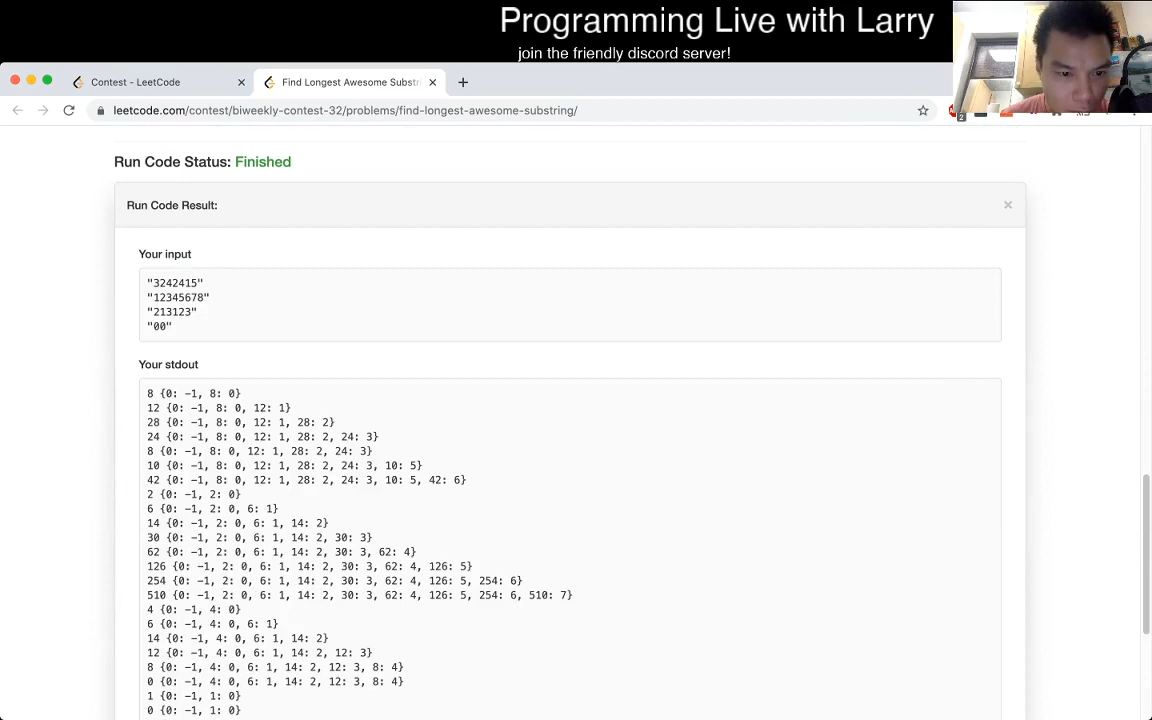 Programming Live with Larry
join the friendly discord server!
Contest - LeetCode
Find Longest Awesome Substr
leetcode.com/contest/biweekly-contest-32/problems/find-longest-awesome-substring/
2
Run Code Status: Finished
Run Code Result:
Your input
"3242415"
"12345678"
"213123"
"00"
Your stdout
8 {0: -1, 8: 0}
12 {0: -1, 8: 0, 12: 1}
28 {0: -1, 8: 0, 12: 1, 28: 2}
24 {0: -1, 8: 0, 12: 1, 28: 2, 24: 3}
8 {0: -1, 8: 0, 12: 1, 28: 2, 24: 3}
10 {0: -1, 8: 0, 12: 1, 28: 2, 24: 3, 10: 5}
42 {0: -1, 8: 0, 12: 1, 28: 2, 24: 3, 10: 5, 42: 6}
2 {0: -1, 2: 0}
6 {0: -1, 2: 0, 6: 1}
14 {0: -1, 2: 0, 6: 1, 14: 2}
30 {0: -1, 2: 0, 6: 1, 14: 2, 30: 3}
62 {0: -1, 2: 0, 6: 1, 14: 2, 30: 3, 62: 4}
126 {0: -1, 2: 0, 6: 1, 14: 2, 30: 3, 62: 4, 126: 5}
254 {0: -1, 2: 0, 6: 1, 14: 2, 30: 3, 62: 4, 126: 5, 254: 6}
510 {0: -1, 2: 0, 6: 1, 14: 2, 30: 3, 62: 4, 126: 5, 254: 6, 510: 7}
4 {0: -1, 4: 0}
6 {0: -1, 4: 0, 6: 1}
14 {0: -1, 4: 0, 6: 1, 14: 2}
12 {0: -1, 4: 0, 6: 1, 14: 2, 12: 3}
8 {0: -1, 4: 0, 6: 1, 14: 2, 12: 3, 8: 4}
0 {0: -1, 4: 0, 6: 1, 14: 2, 12: 3, 8: 4}
1 {0: -1, 1: 0}
0 {0: -1, 1: 0}